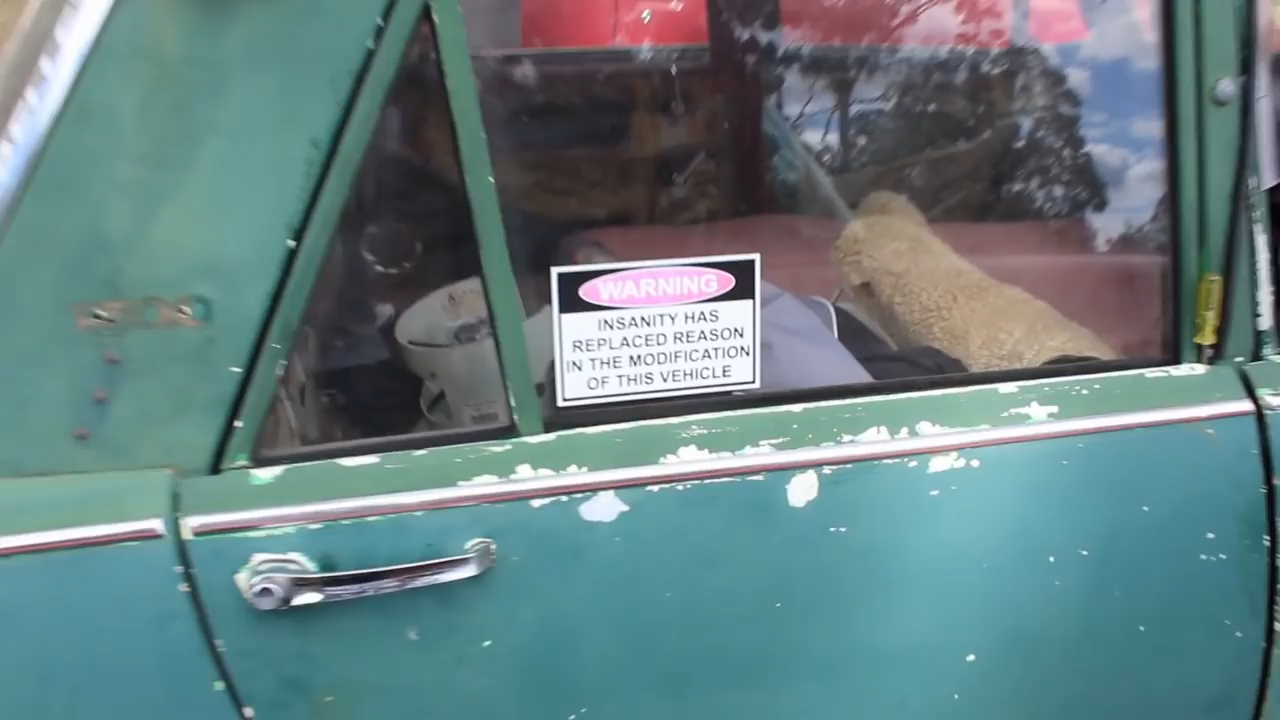 WARNING
INSANITY HAS
REPLACED REASON
IN THE MODIFICATION
OF THIS VEHICLE